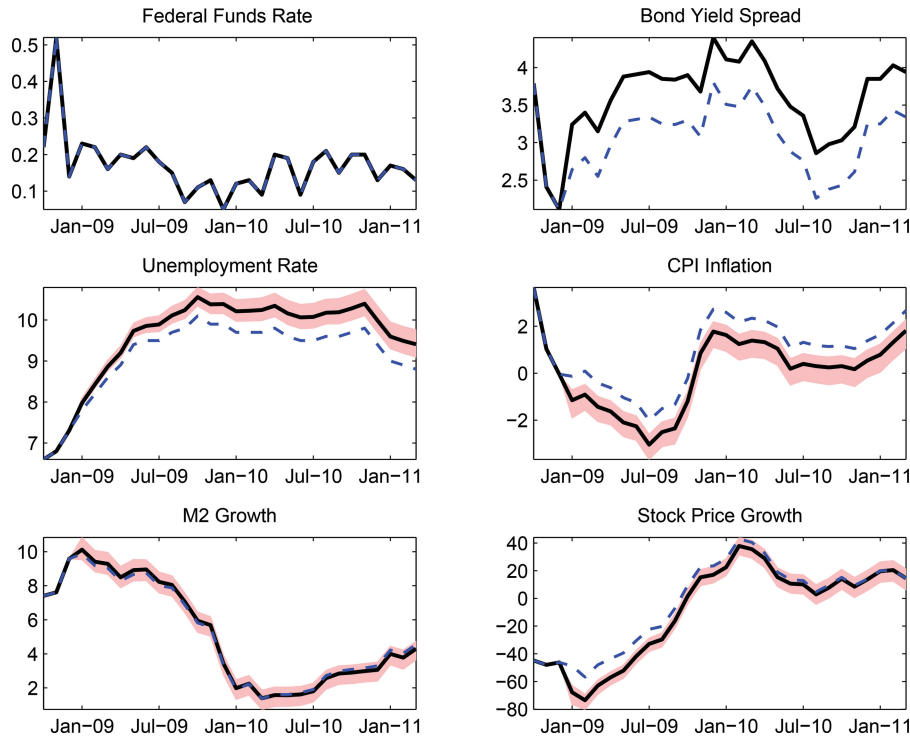 Federal Funds Rate
0.5
0.4
0.3
0.2
0.1
Jan−09 Jul−09 Jan−10 Jul−10 Jan−11
Bond Yield Spread
4
3.5
3
2.5
Jan−09 Jul−09 Jan−10 Jul−10 Jan−11
Unemployment Rate
10
9
8
7
Jan−09 Jul−09 Jan−10 Jul−10 Jan−11
CPI Inflation
2
0
−2
Jan−09 Jul−09 Jan−10 Jul−10 Jan−11
M2 Growth
10
8
6
4
2
Jan−09 Jul−09 Jan−10 Jul−10 Jan−11
Stock Price Growth
40
20
0
−20
−40
−60
−80
Jan−09 Jul−09 Jan−10 Jul−10 Jan−11